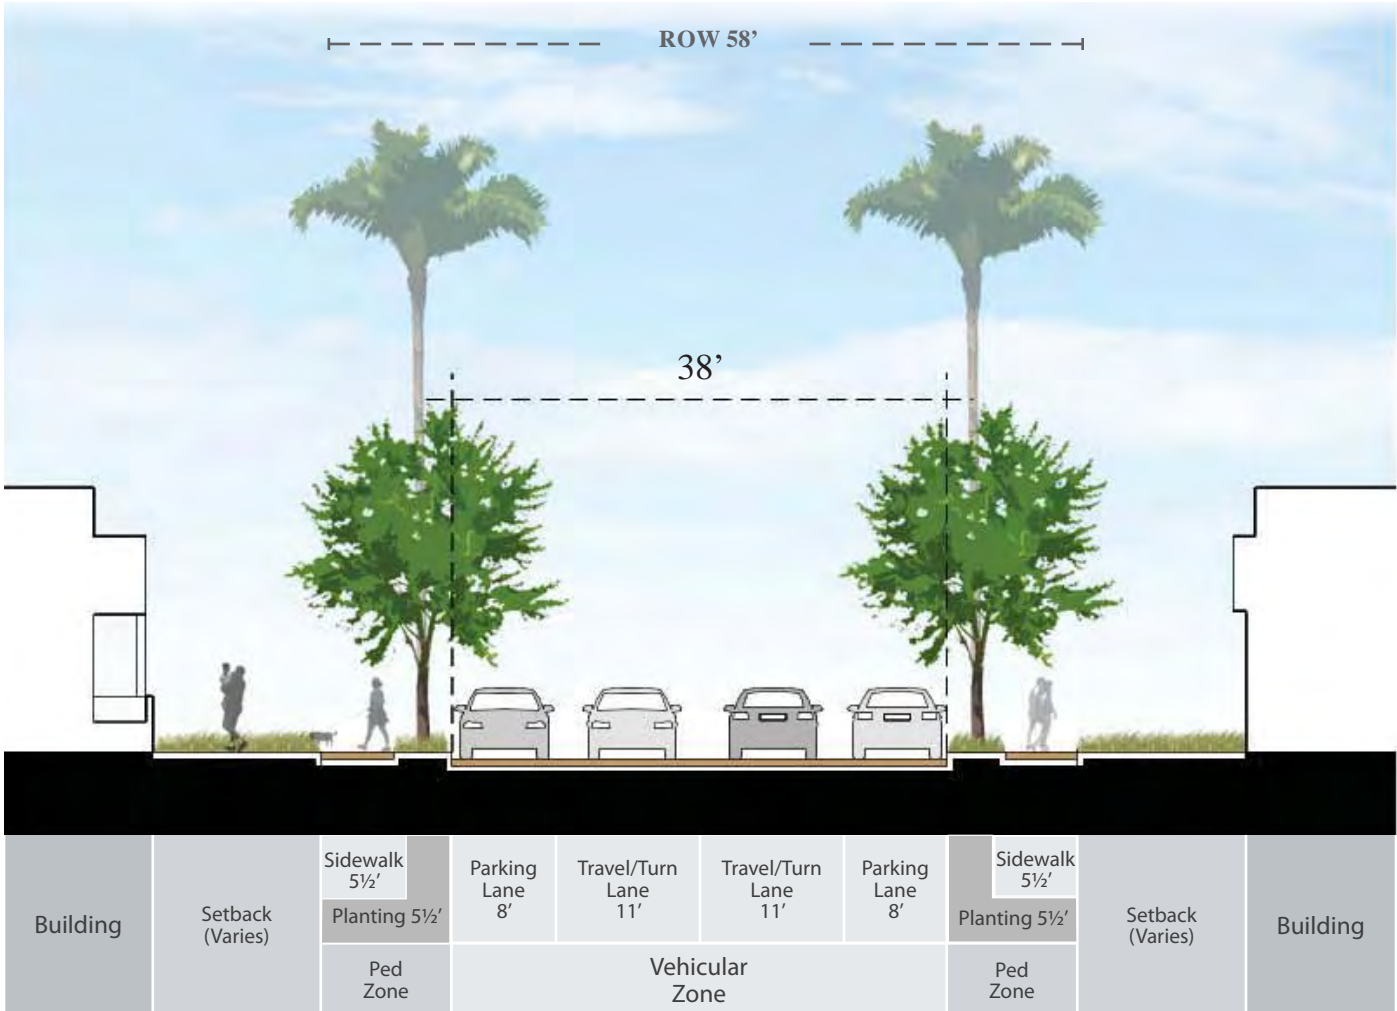 ROW 58’
38’
Building
Setback
(Varies)
Sidewalk
5½’
Planting 5½’
Ped
Zone
Parking
Lane
8’
Travel/Turn
Lane
11’
Travel/Turn
Lane
11’
Parking
Lane
8’
Vehicular
Zone
Sidewalk
5½’
Planting 5½’
Ped
Zone
Setback
(Varies)
Building